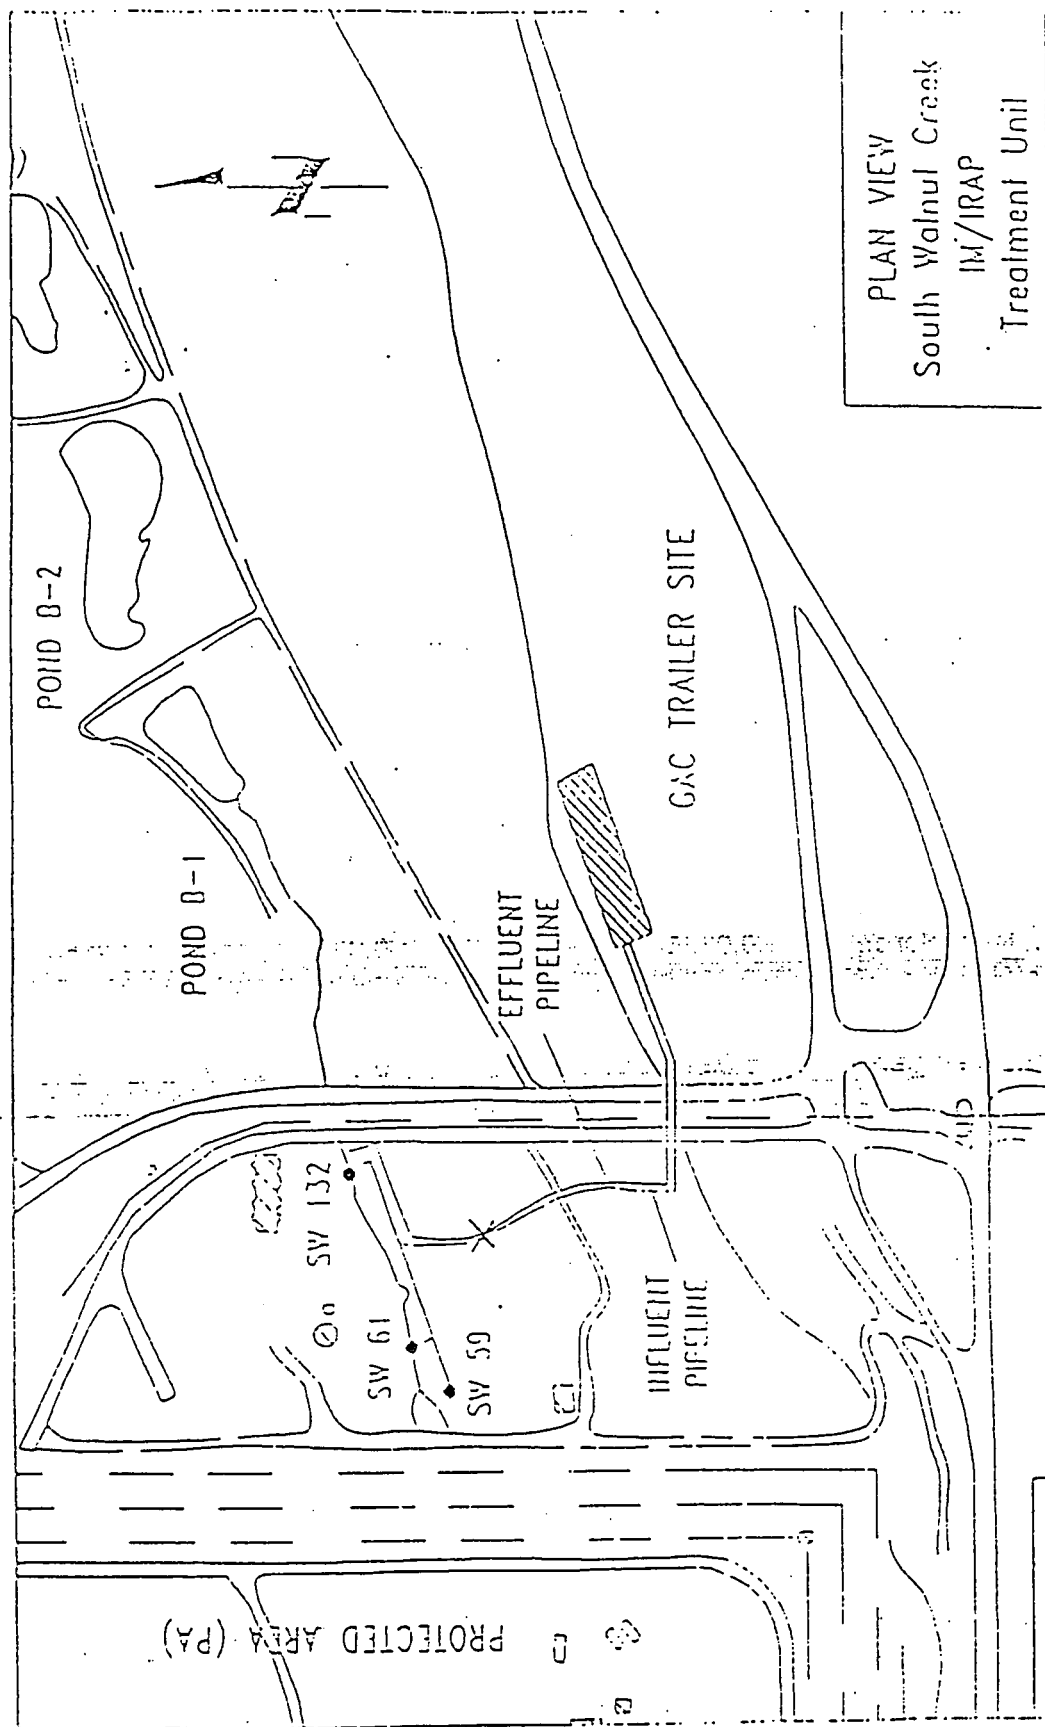 POND B-2
POND B-1
EFFLUENT
PIPELINE
GAC TRAILER SITE
SW 132
SW 61
SW 59
INFLUENT
PIPELINE
PROTECTED AREA (PA)
PLAN VIEW
South Walnut Creek
IM/IRAP
Treatment Unit